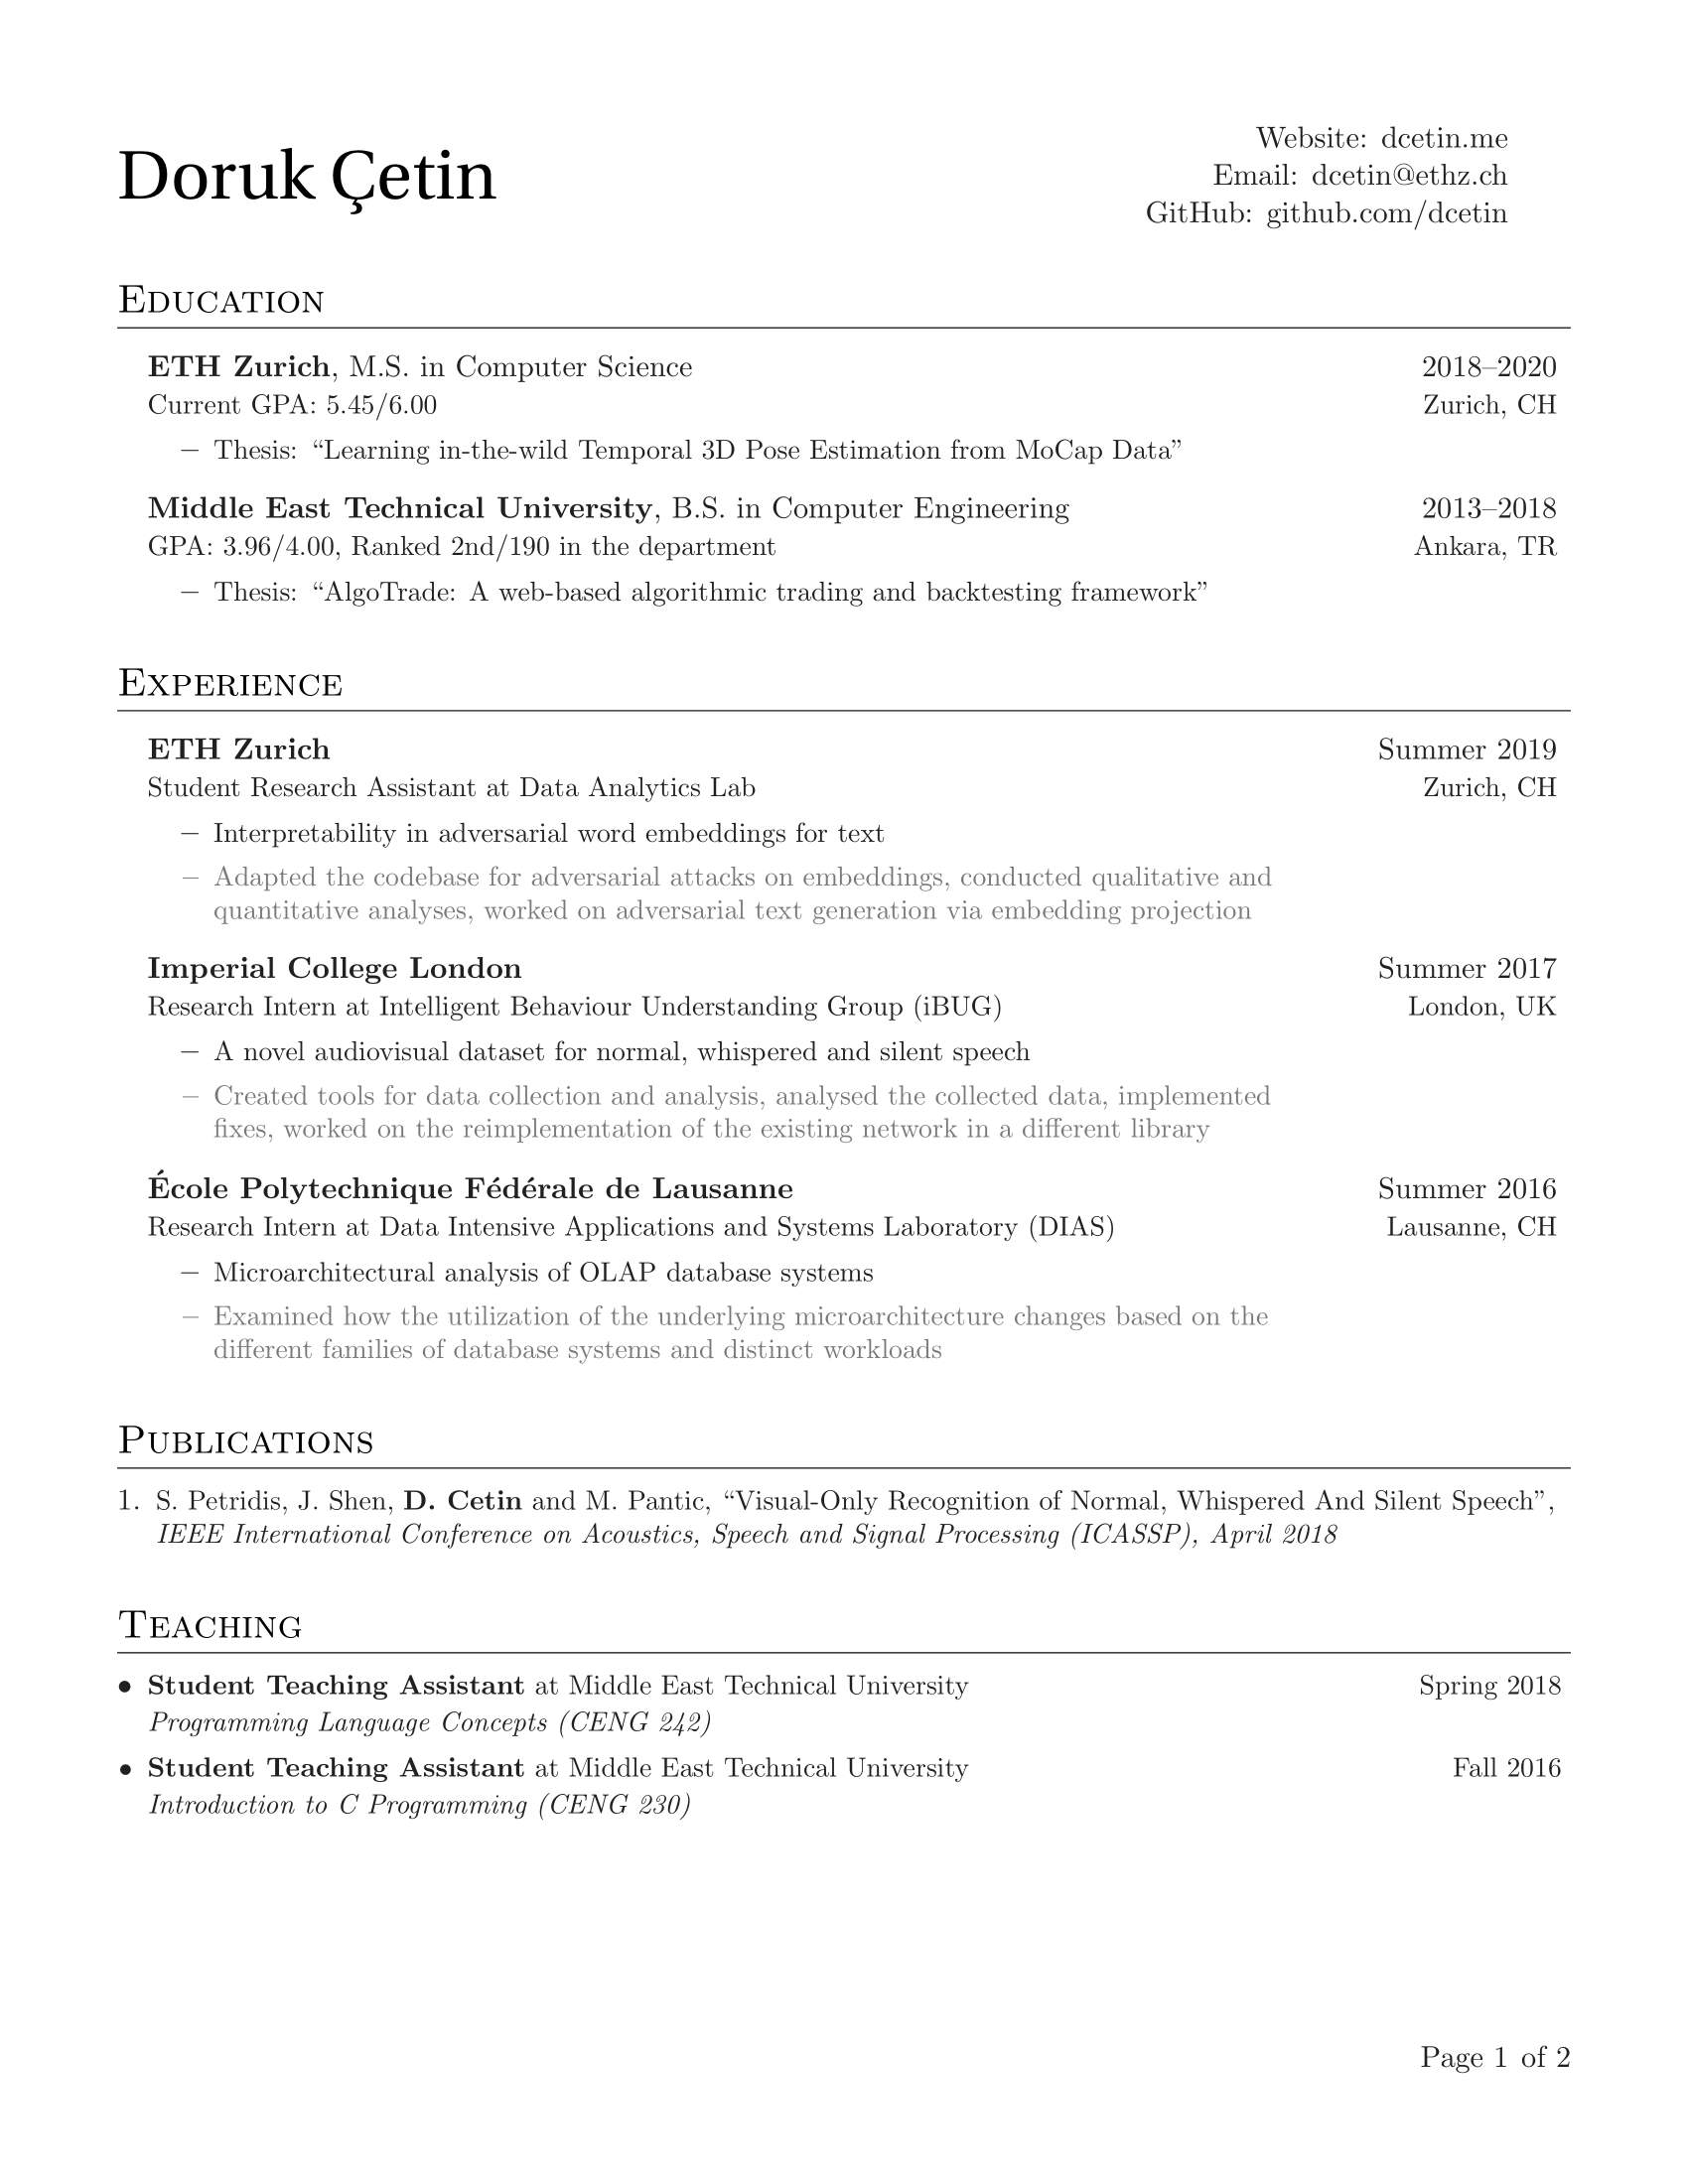 Doruk Çetin
Website: dcetin.me
Email: dcetin@ethz.ch
GitHub: github.com/dcetin
Education
ETH Zurich, M.S. in Computer Science 2018–2020
Current GPA: 5.45/6.00 Zurich, CH
– Thesis: “Learning in-the-wild Temporal 3D Pose Estimation from MoCap Data”
Middle East Technical University, B.S. in Computer Engineering 2013–2018
GPA: 3.96/4.00, Ranked 2nd/190 in the department Ankara, TR
– Thesis: “AlgoTrade: A web-based algorithmic trading and backtesting framework”
Experience
ETH Zurich Summer 2019
Student Research Assistant at Data Analytics Lab Zurich, CH
– Interpretability in adversarial word embeddings for text
– Adapted the codebase for adversarial attacks on embeddings, conducted qualitative and
quantitative analyses, worked on adversarial text generation via embedding projection
Imperial College London Summer 2017
Research Intern at Intelligent Behaviour Understanding Group (iBUG) London, UK
– A novel audiovisual dataset for normal, whispered and silent speech
– Created tools for data collection and analysis, analysed the collected data, implemented
fixes, worked on the reimplementation of the existing network in a different library
École Polytechnique Fédérale de Lausanne Summer 2016
Research Intern at Data Intensive Applications and Systems Laboratory (DIAS) Lausanne, CH
– Microarchitectural analysis of OLAP database systems
– Examined how the utilization of the underlying microarchitecture changes based on the
different families of database systems and distinct workloads
Publications
1. S. Petridis, J. Shen, D. Cetin and M. Pantic, “Visual-Only Recognition of Normal, Whispered And Silent Speech”,
IEEE International Conference on Acoustics, Speech and Signal Processing (ICASSP), April 2018
Teaching
• Student Teaching Assistant at Middle East Technical University Spring 2018
Programming Language Concepts (CENG 242)
• Student Teaching Assistant at Middle East Technical University Fall 2016
Introduction to C Programming (CENG 230)
Page 1 of 2